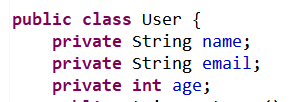 public class User {
    private String name;
    private String email;
    private int age;